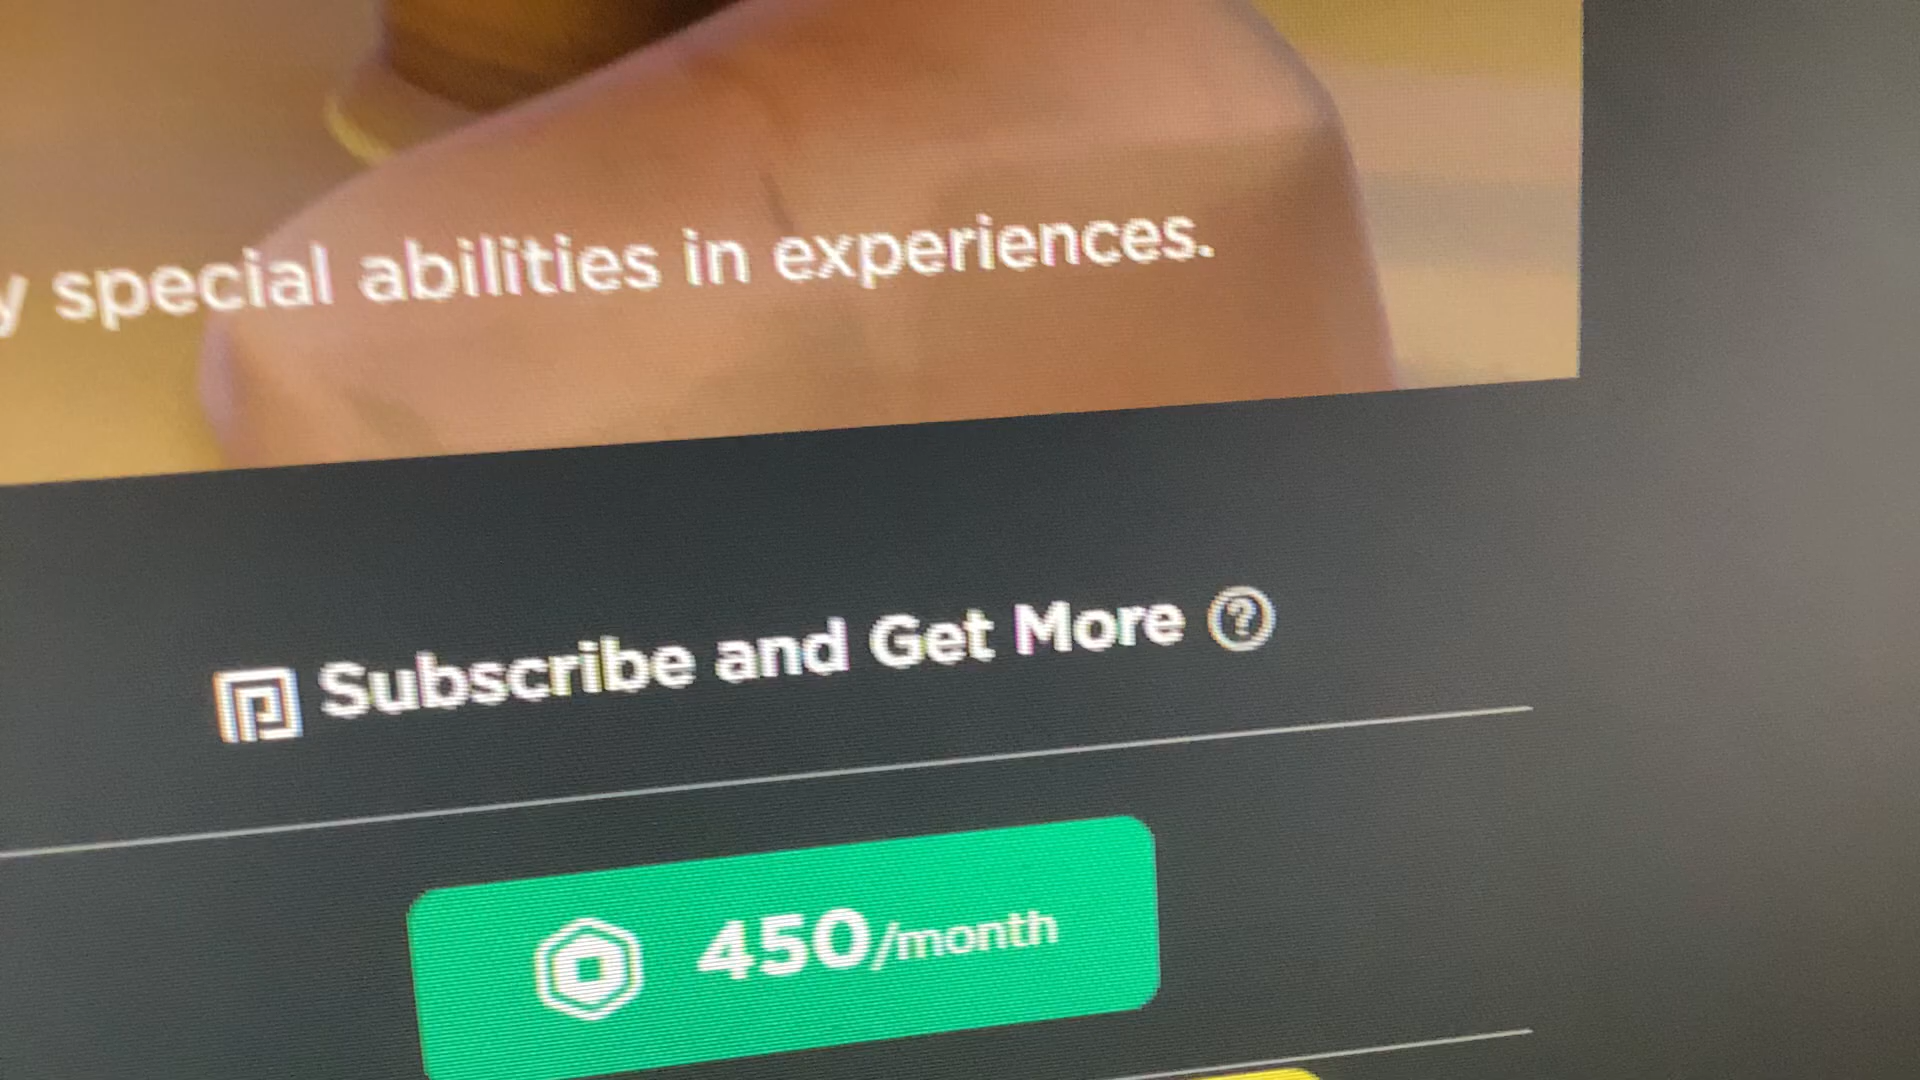 y special abilities in experiences.
Subscribe and Get More ?
450/month